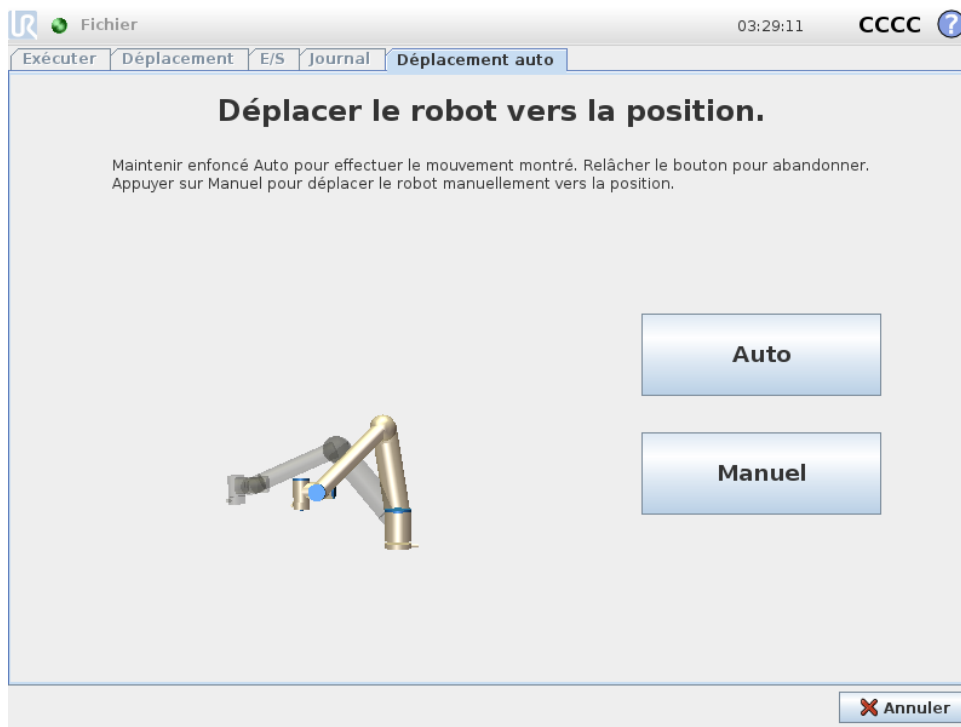 UR Fichier 03:29:11 CCCC ?
Exécuter Déplacement E/S Journal Déplacement auto
Déplacer le robot vers la position.
Maintenir enfoncé Auto pour effectuer le mouvement montré. Relâcher le bouton pour abandonner.
Appuyer sur Manuel pour déplacer le robot manuellement vers la position.
Auto
Manuel
Annuler